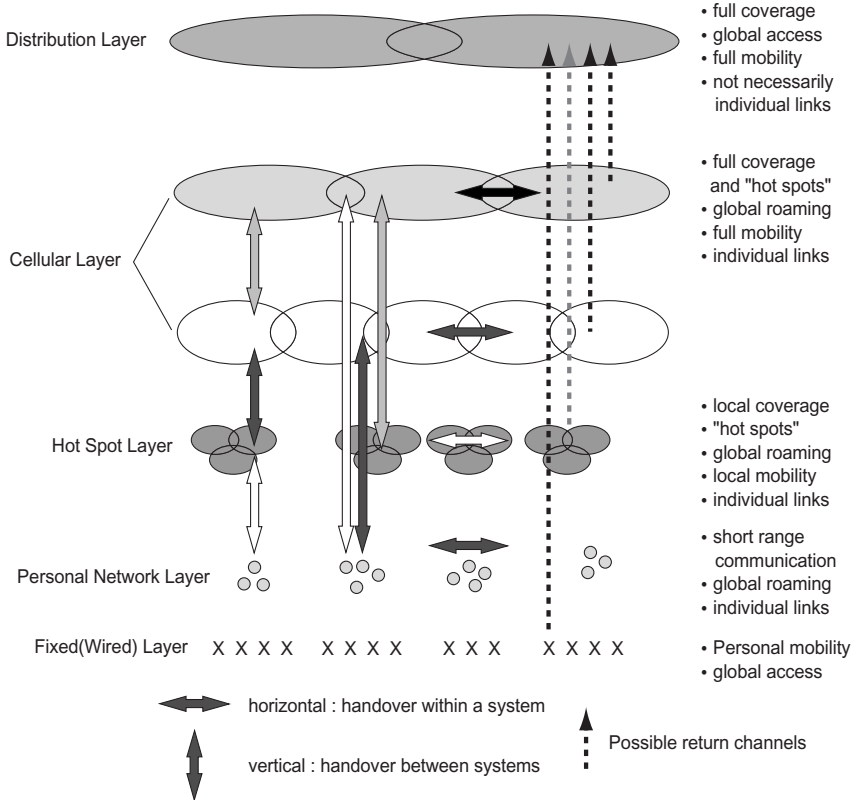 Distribution Layer
• full coverage
• global access
• full mobility
• not necessarily
individual links
Cellular Layer
• full coverage
and "hot spots"
• global roaming
• full mobility
• individual links
Hot Spot Layer
• local coverage
• "hot spots"
• global roaming
• local mobility
• individual links
Personal Network Layer
• short range
communication
• global roaming
• individual links
Fixed(Wired) Layer
X X X X X X X X X X X X X X X
• Personal mobility
• global access
horizontal : handover within a system
vertical : handover between systems
Possible return channels